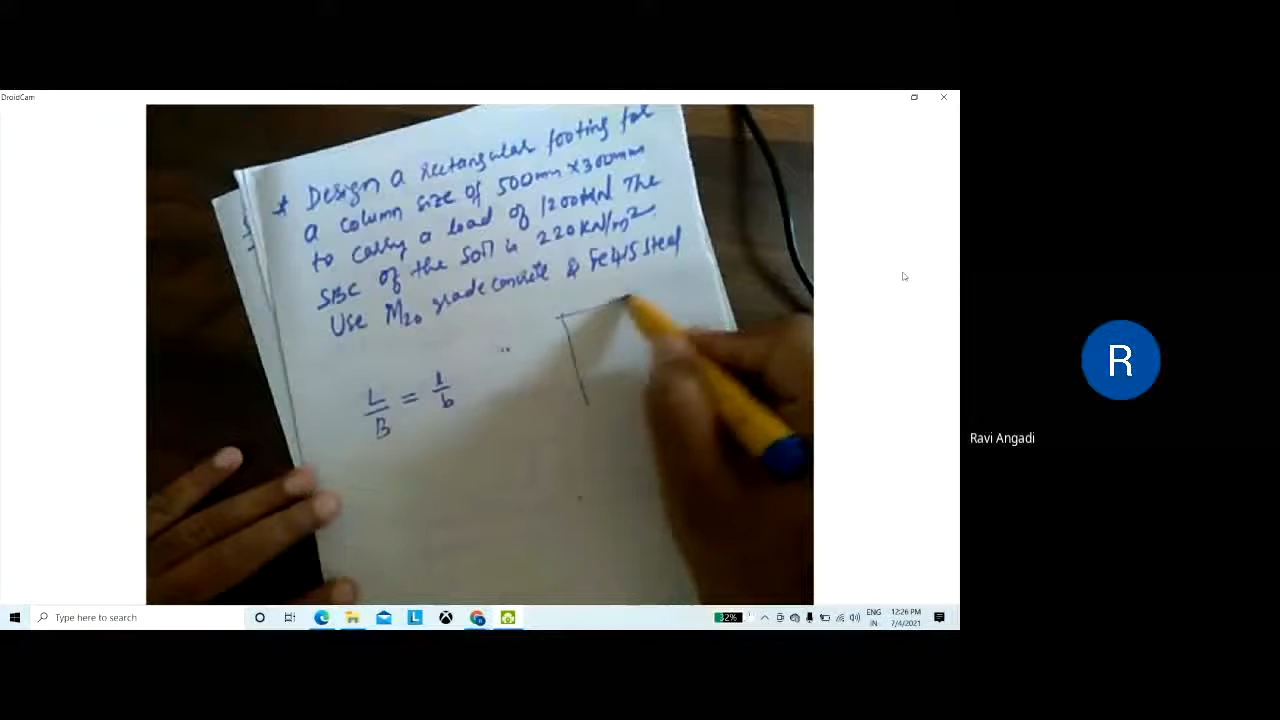 DroidCam
* Design a rectangular footing for
a column size of 500mm x 300mm
to carry a load of 1200KN. The
SBC of the soil is 220KN/m².
Use M20 grade concrete & Fe415 steel
L/B = l/b
R
Ravi Angadi
Type here to search
32%
ENG
IN
12:26 PM
7/4/2021